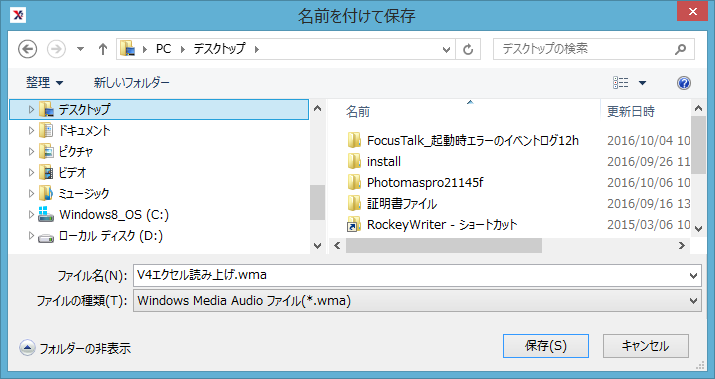 名前を付けて保存
PC デスクトップ デスクトップの検索
整理 新しいフォルダー
デスクトップ
ドキュメント
ピクチャ
ビデオ
ミュージック
Windows8_OS (C:)
ローカル ディスク (D:)
名前 更新日時
FocusTalk_起動時エラーのイベントログ12h 2016/10/04 10
install 2016/09/26 11
Photomaspro21145f 2016/10/06 10
証明書ファイル 2016/09/16 13
RockeyWriter - ショートカット 2015/03/06 10
ファイル名(N): V4エクセル読み上げ.wma
ファイルの種類(T): Windows Media Audio ファイル(*.wma)
フォルダーの非表示 保存(S) キャンセル